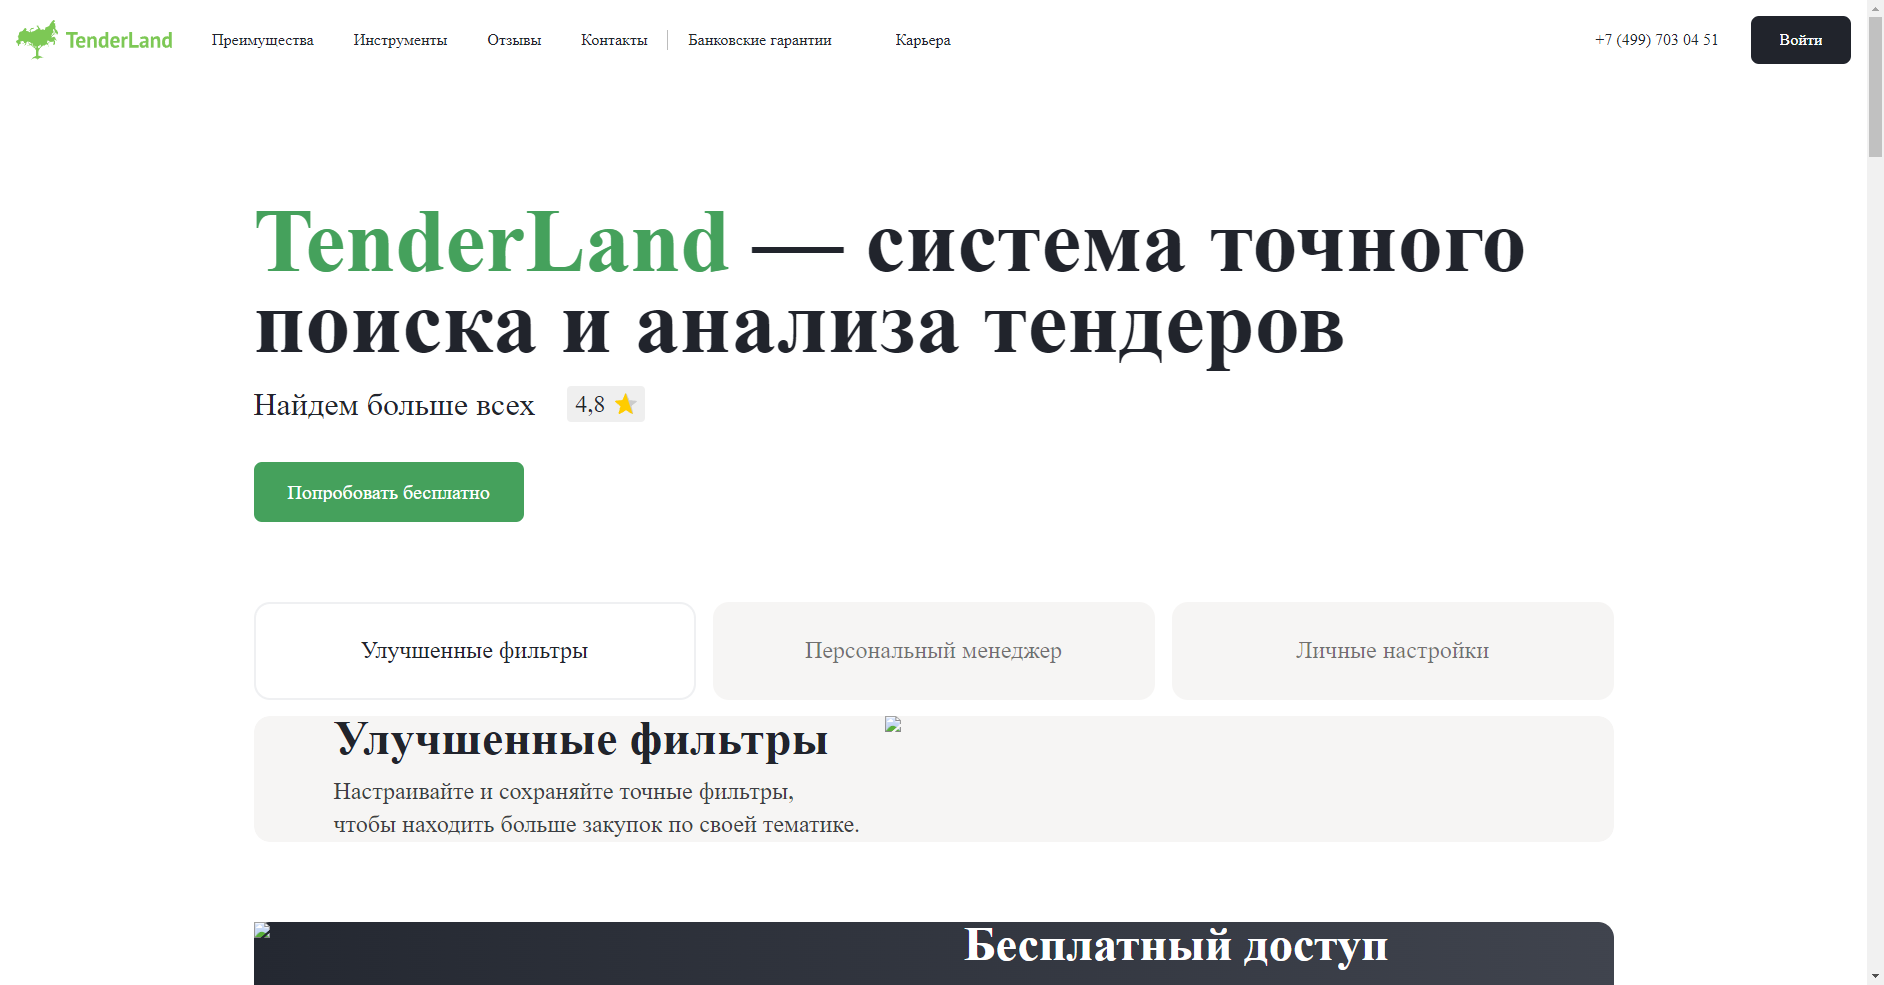 TenderLand
Преимущества
Инструменты
Отзывы
Контакты
Банковские гарантии
Карьера
+7 (499) 703 04 51
Войти
TenderLand — система точного
поиска и анализа тендеров
Найдем больше всех
4,8
Попробовать бесплатно
Улучшенные фильтры
Персональный менеджер
Личные настройки
Улучшенные фильтры
Настраивайте и сохраняйте точные фильтры,
чтобы находить больше закупок по своей тематике.
Бесплатный доступ